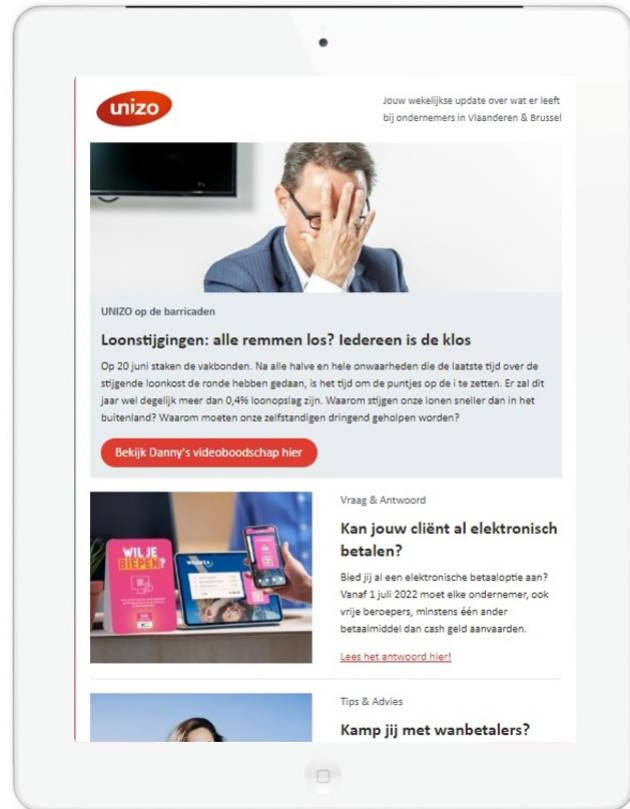 unizo
Jouw wekelijkse update over wat er leeft
bij ondernemers in Vlaanderen & Brussel
UNIZO op de barricaden
Loonstijgingen: alle remmen los? Iedereen is de klos
Op 20 juni staken de vakbonden. Na alle halve en hele onwaarheden die de laatste tijd over de
stijgende loonkost de ronde hebben gedaan, is het tijd om de puntjes op de i te zetten. Er zal dit
jaar wel degelijk meer dan 0,4% loonopslag zijn. Waarom stijgen onze lonen sneller dan in het
buitenland? Waarom moeten onze zelfstandigen dringend geholpen worden?
Bekijk Danny's videoboodschap hier
WIL JE
BIEPEN?
Vraag & Antwoord
Kan jouw cliënt al elektronisch
betalen?
Bied jij al een elektronische betaaloptie aan?
Vanaf 1 juli 2022 moet elke ondernemer, ook
vrije beroepers, minstens één ander
betaalmiddel dan cash geld aanvaarden.
Lees het antwoord hier!
Tips & Advies
Kamp jij met wanbetalers?